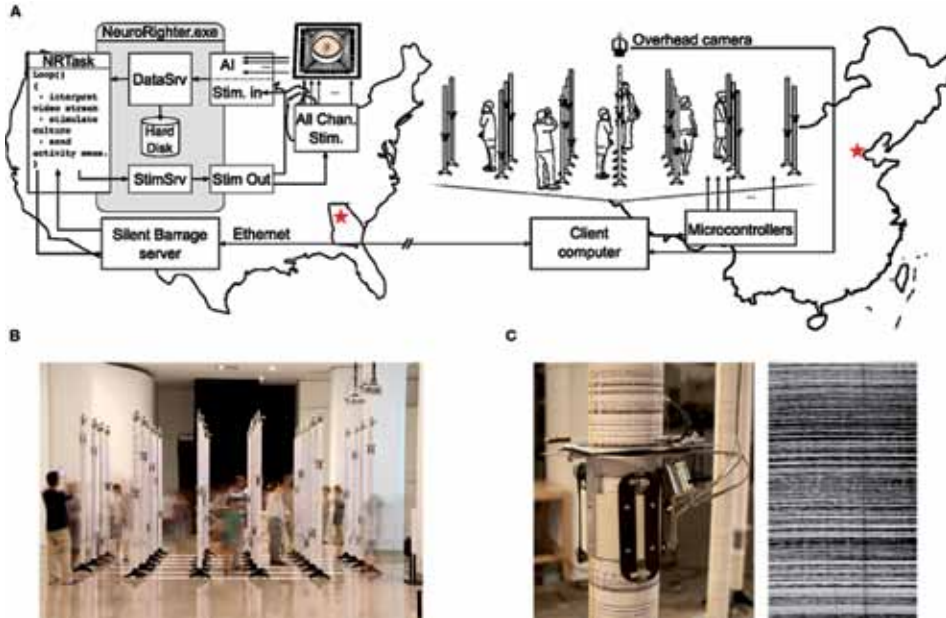 A
NeuroRighter.exe
NRTask
Loop()
{
◦ interpret
video stream
◦ stimulate
culture
◦ send
activity meas.
}
DataSrv
Hard
Disk
StimSrv
AI
Stim. in
Stim Out
...
All Chan.
Stim.
Silent Barrage
server
Ethernet
//
Client
computer
Overhead camera
...
Microcontrollers
B
C